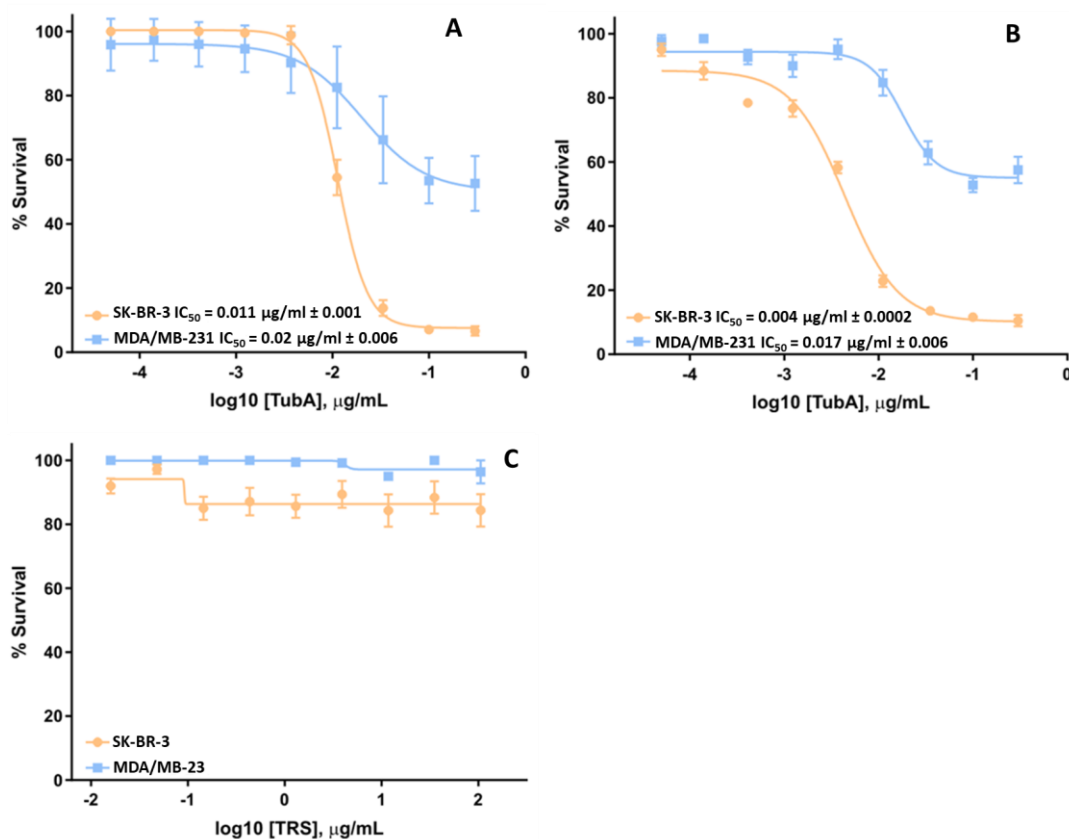 A
% Survival
100
80
60
40
20
0
SK-BR-3 IC50 = 0.011 µg/ml ± 0.001
MDA/MB-231 IC50 = 0.02 µg/ml ± 0.006
-4 -3 -2 -1 0
log10 [TubA], µg/mL
B
% Survival
100
80
60
40
20
0
SK-BR-3 IC50 = 0.004 µg/ml ± 0.0002
MDA/MB-231 IC50 = 0.017 µg/ml ± 0.006
-4 -3 -2 -1 0
log10 [TubA], µg/mL
C
% Survival
100
80
60
40
20
0
SK-BR-3
MDA/MB-23
-2 -1 0 1 2
log10 [TRS], µg/mL